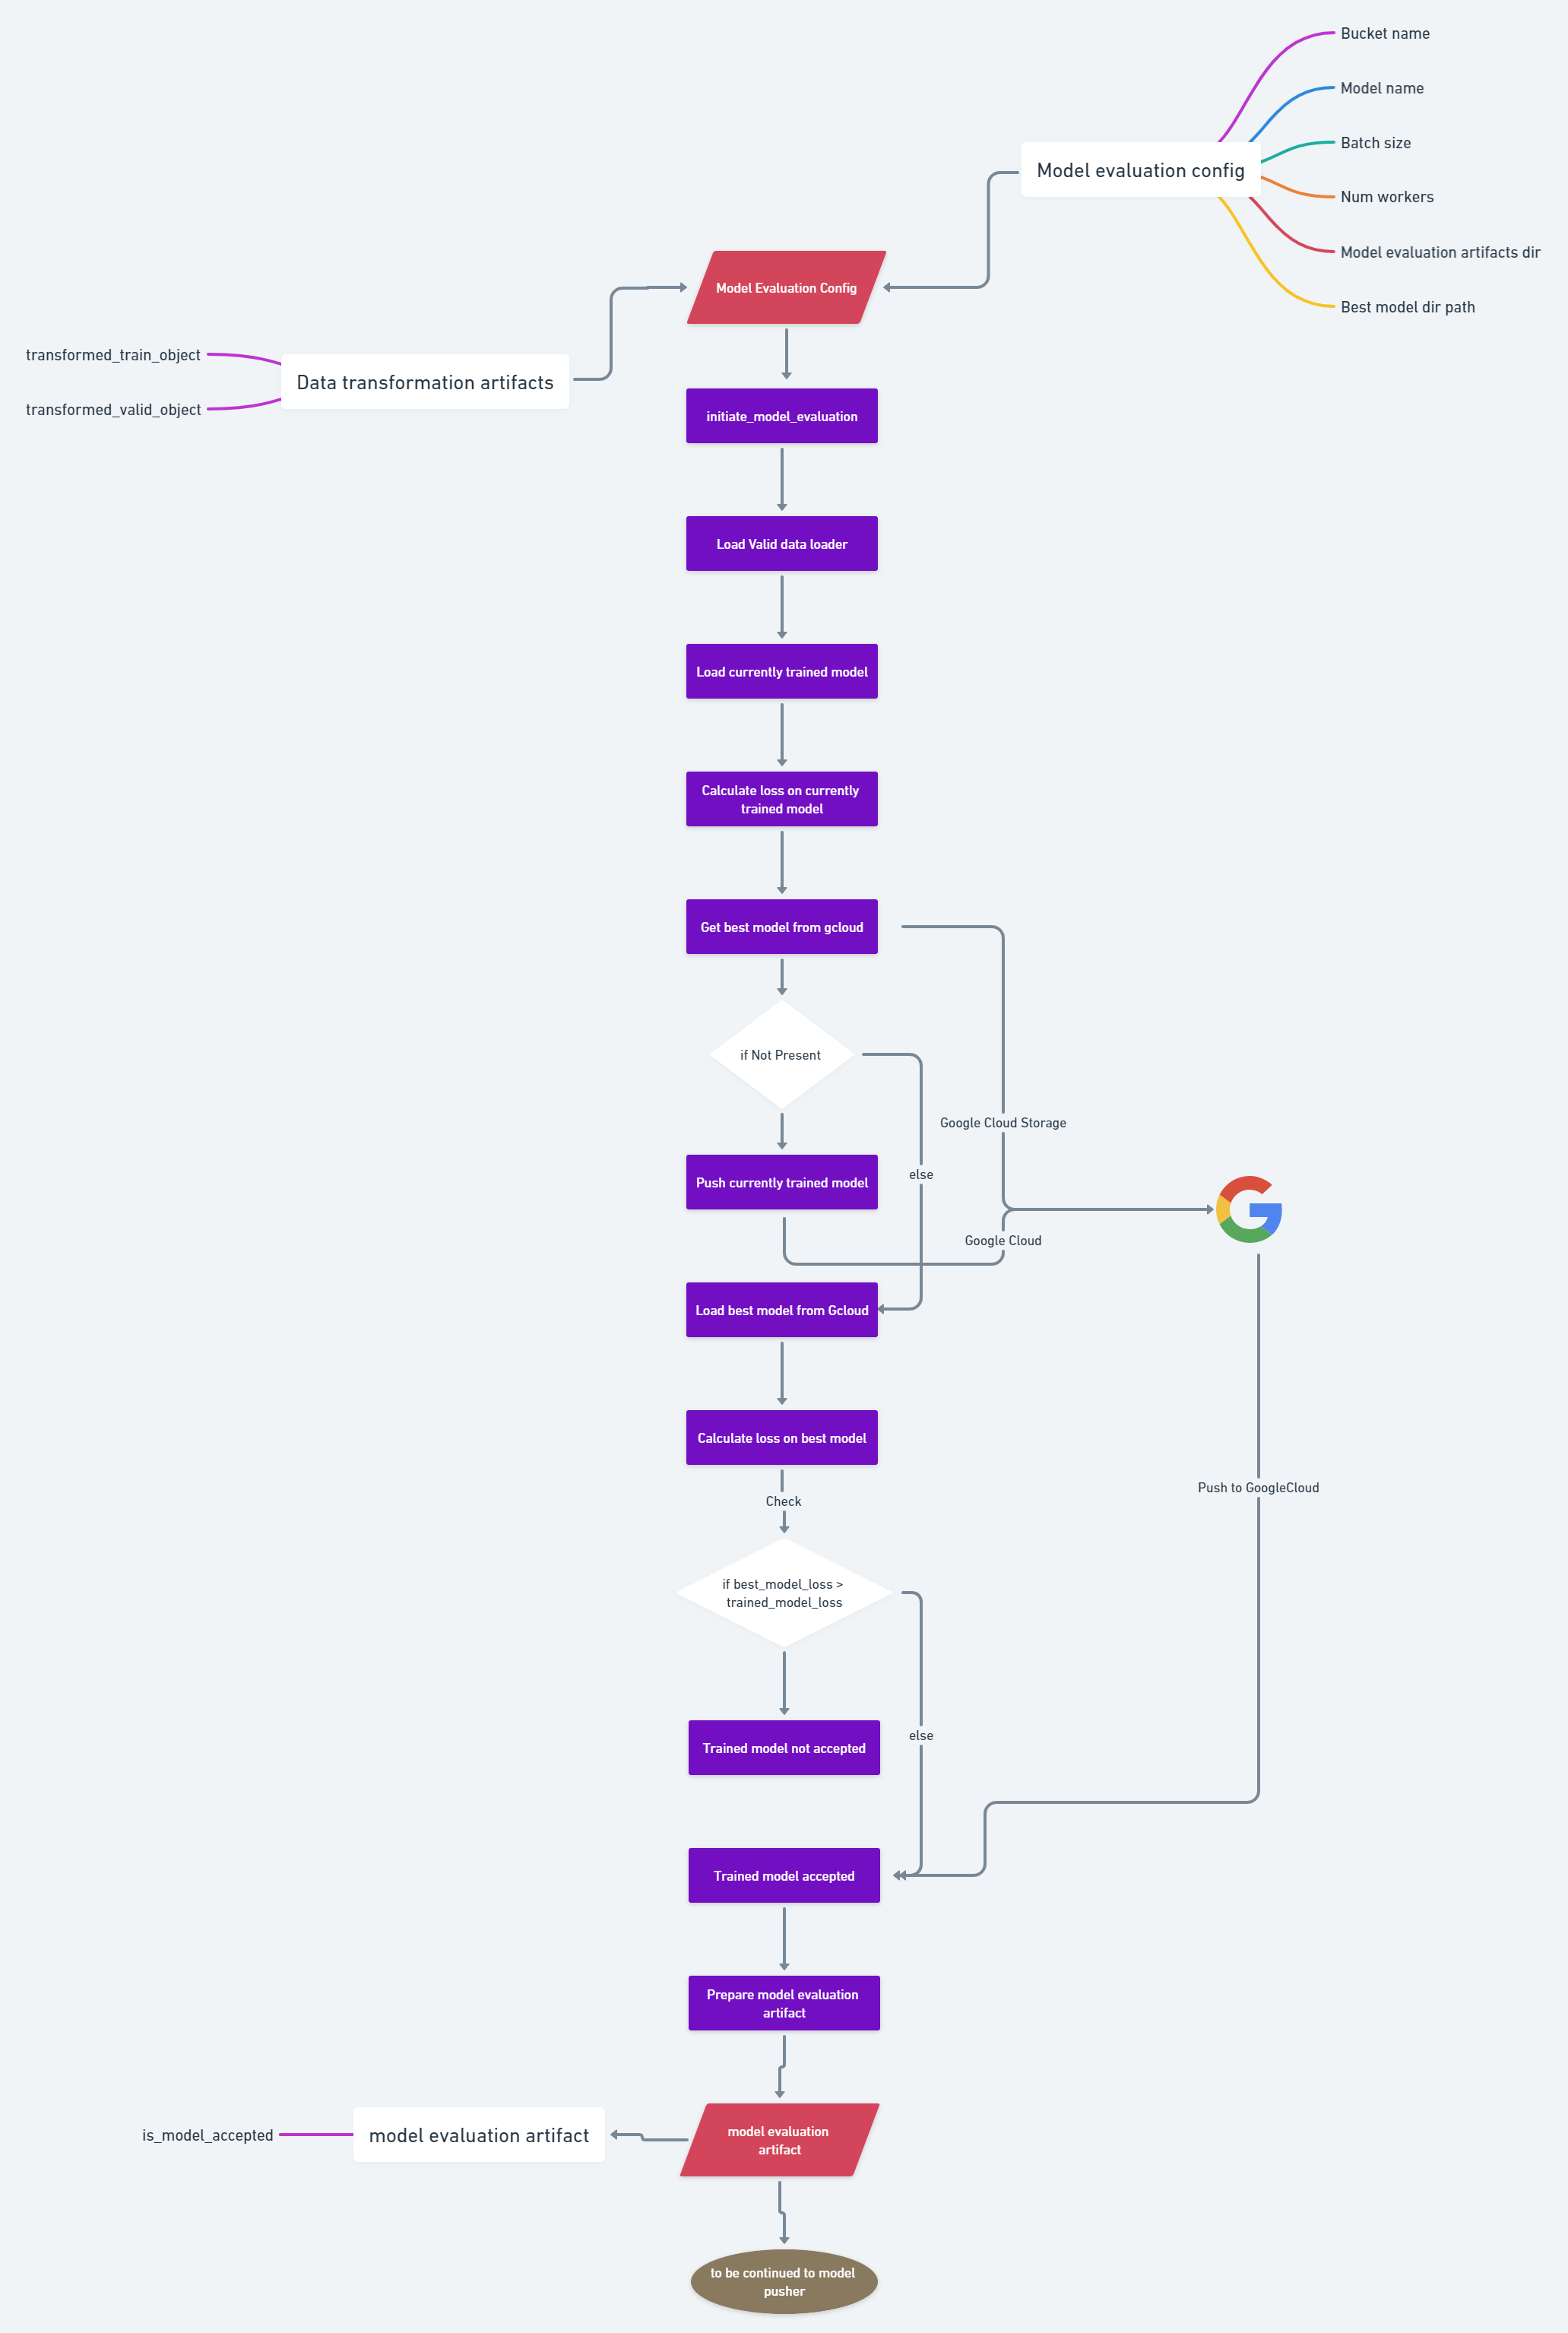 Bucket name
Model name
Batch size
Model evaluation config
Num workers
Model evaluation artifacts dir
Best model dir path
Model Evaluation Config
transformed_train_object
Data transformation artifacts
transformed_valid_object
initiate_model_evaluation
Load Valid data loader
Load currently trained model
Calculate loss on currently
trained model
Get best model from gcloud
if Not Present
Google Cloud Storage
else
Push currently trained model
Google Cloud
Load best model from Gcloud
Calculate loss on best model
Check
Push to GoogleCloud
if best_model_loss >
trained_model_loss
else
Trained model not accepted
Trained model accepted
Prepare model evaluation
artifact
is_model_accepted
model evaluation artifact
model evaluation
artifact
to be continued to model
pusher